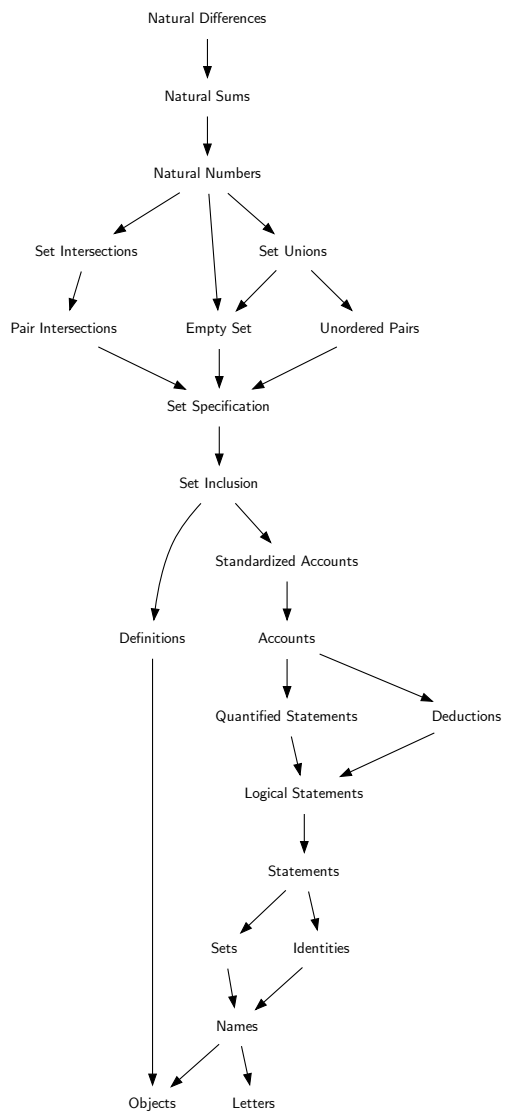 Natural Differences
Natural Sums
Natural Numbers
Set Intersections
Set Unions
Pair Intersections
Empty Set
Unordered Pairs
Set Specification
Set Inclusion
Standardized Accounts
Definitions
Accounts
Quantified Statements
Deductions
Logical Statements
Statements
Sets
Identities
Names
Objects
Letters